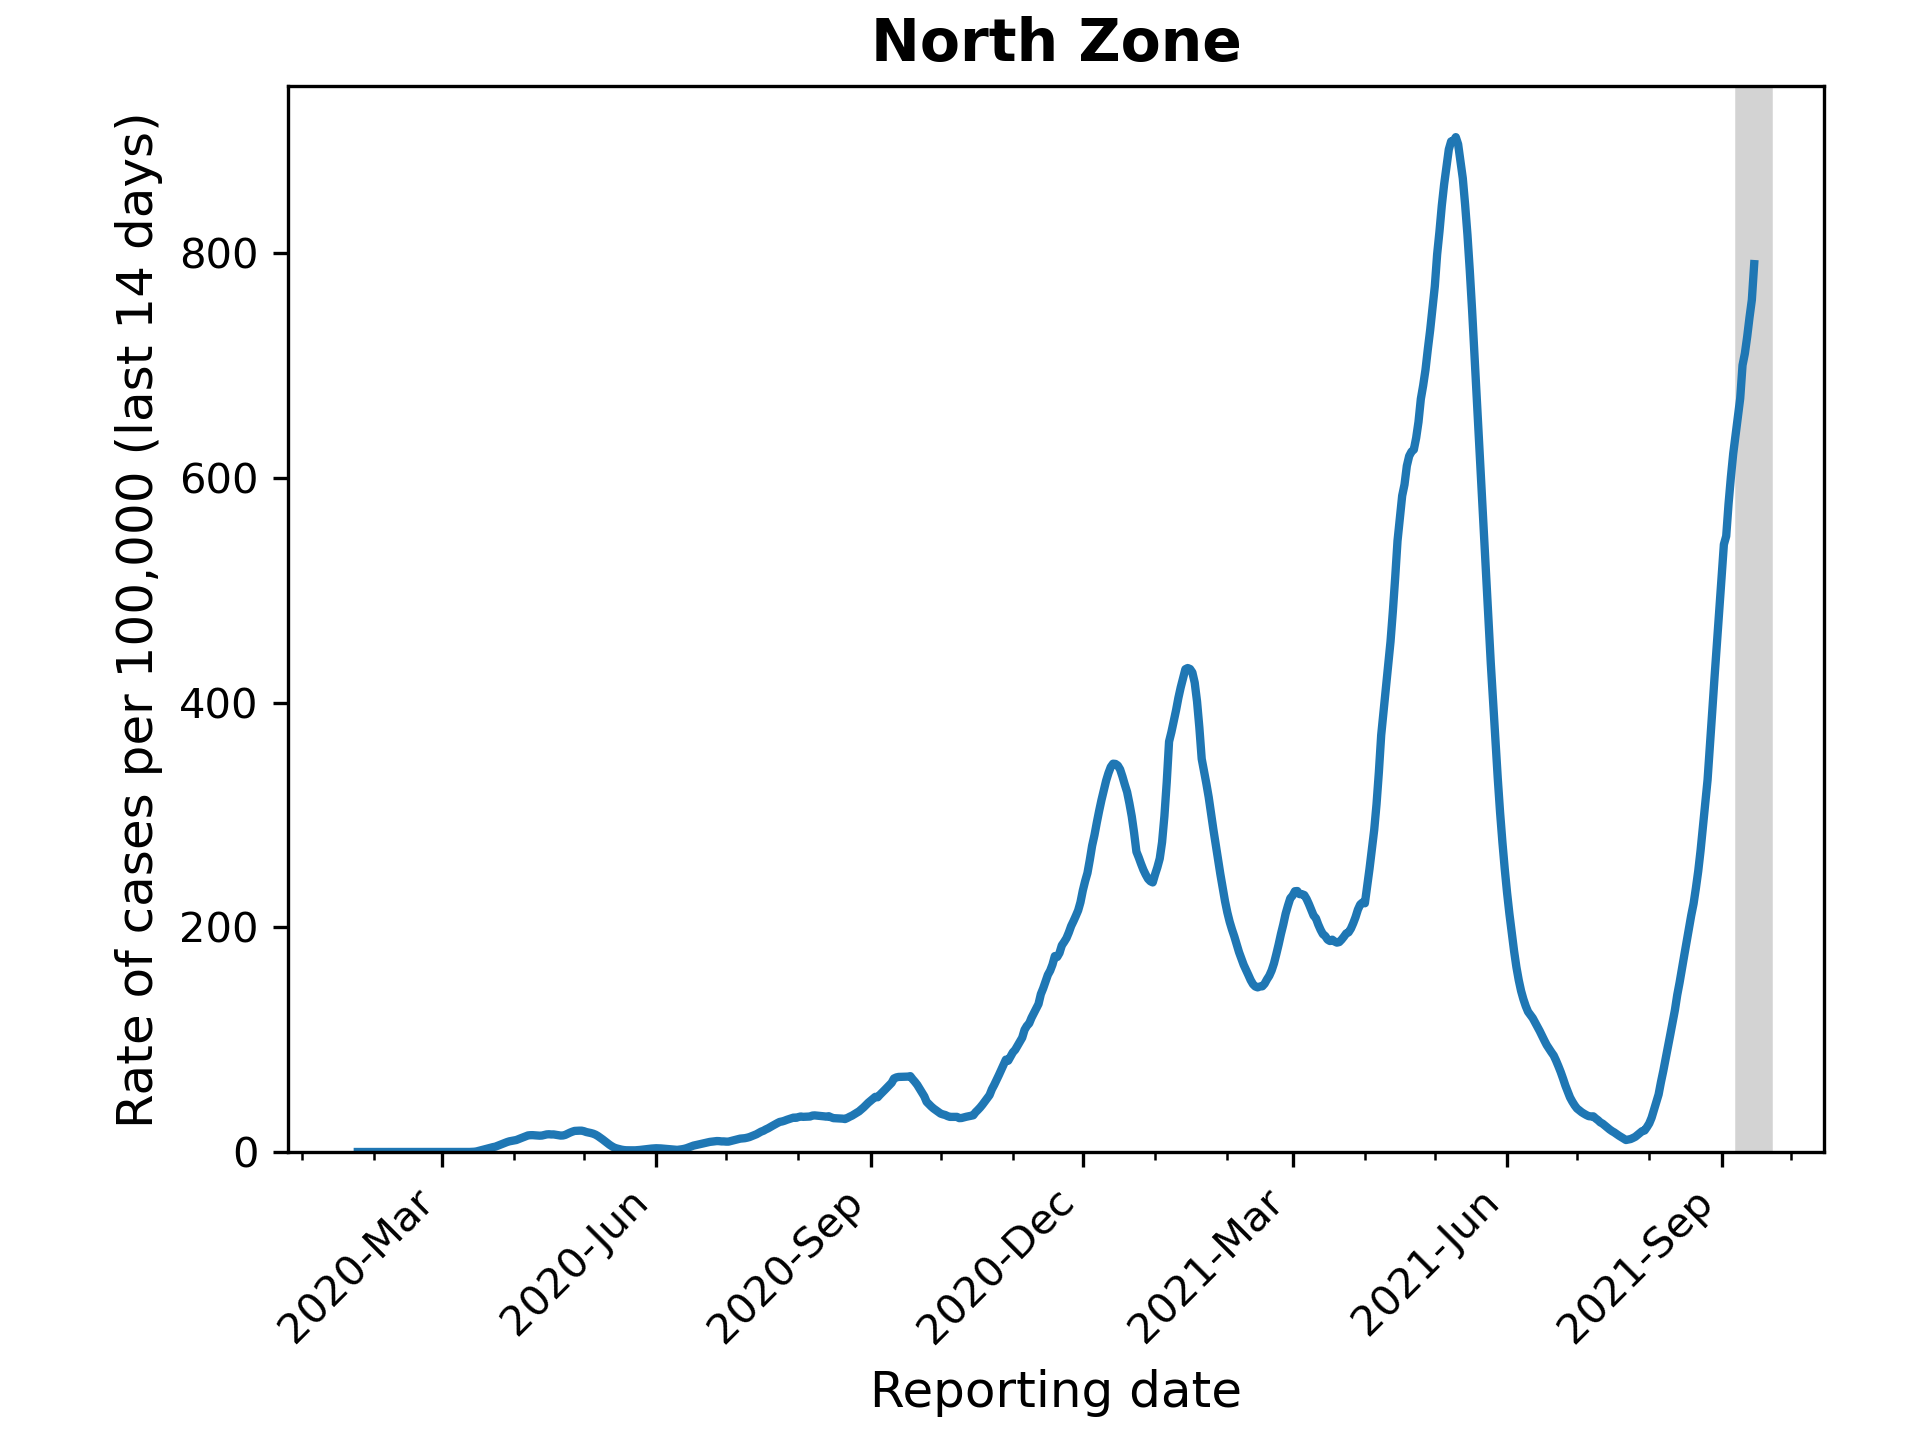 North Zone
Rate of cases per 100,000 (last 14 days)
800
600
400
200
0
2020-Mar
2020-Jun
2020-Sep
2020-Dec
2021-Mar
2021-Jun
2021-Sep
Reporting date